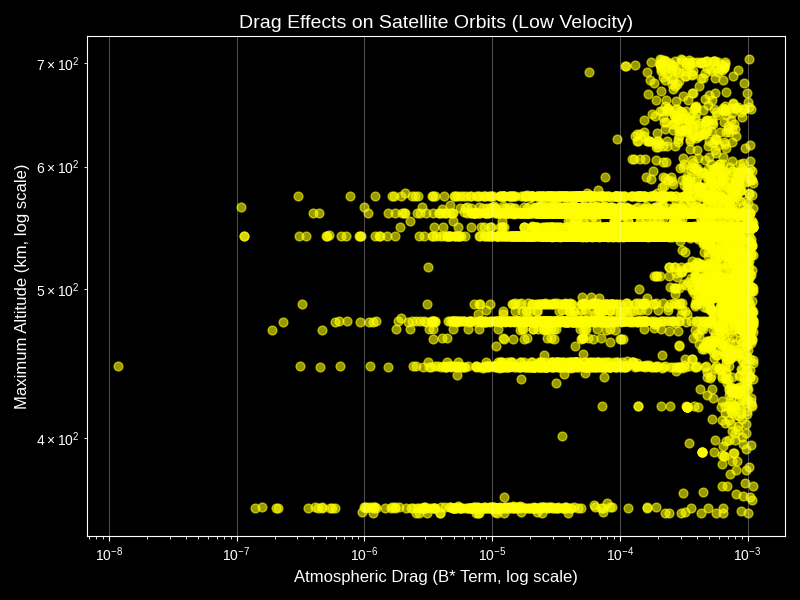 Drag Effects on Satellite Orbits (Low Velocity)
7 × 10²
6 × 10²
5 × 10²
4 × 10²
Maximum Altitude (km, log scale)
10⁻⁸ 10⁻⁷ 10⁻⁶ 10⁻⁵ 10⁻⁴ 10⁻³
Atmospheric Drag (B* Term, log scale)